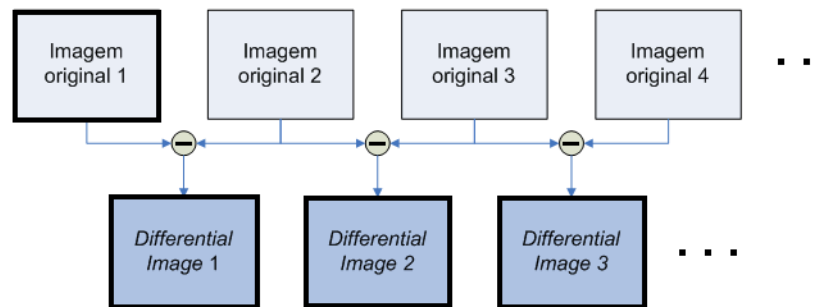 Imagem
original 1
Imagem
original 2
Imagem
original 3
Imagem
original 4
. .
Differential
Image 1
Differential
Image 2
Differential
Image 3
. . .